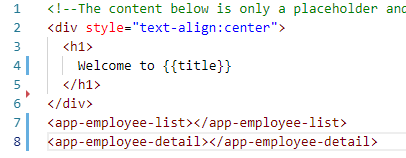 1 <!--The content below is only a placeholder and
2 <div style="text-align:center">
3 <h1>
4 Welcome to {{title}}
5 </h1>
6 </div>
7 <app-employee-list></app-employee-list>
8 <app-employee-detail></app-employee-detail>